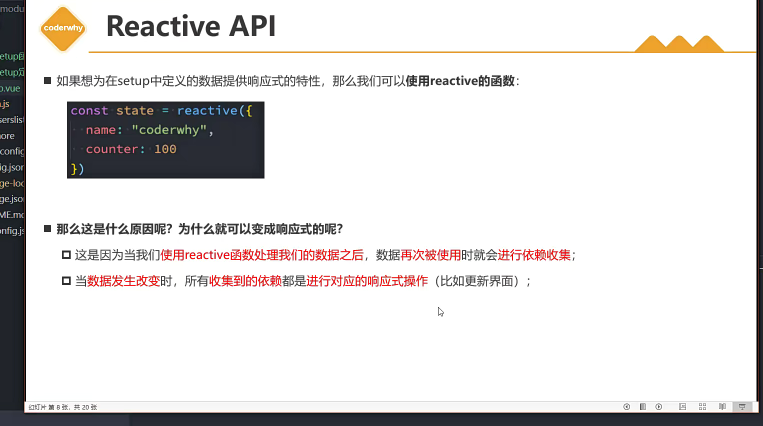 modu
coderwhy
Reactive API
etup
etup
o.vue
.js
serslist
nore
config
ig.json
ge-loc
ge.jso
ME.md
onfig.js
如果想为在setup中定义的数据提供响应式的特性，那么我们可以使用reactive的函数：
const state = reactive({
name: "coderwhy",
counter: 100
})
那么这是什么原因呢？为什么就可以变成响应式的呢？
这是因为当我们使用reactive函数处理我们的数据之后，数据再次被使用时就会进行依赖收集；
当数据发生改变时，所有收集到的依赖都是进行对应的响应式操作（比如更新界面）；
幻灯片 第 8 张，共 20 张